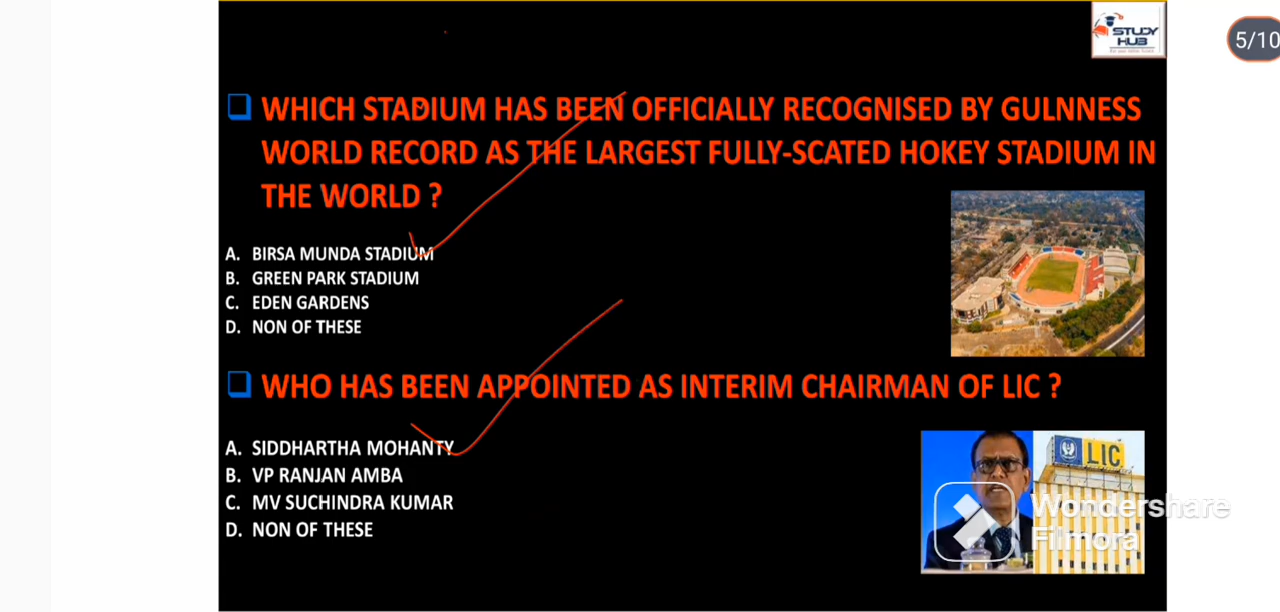 STUDY
HUB
5/10
❑ WHICH STADIUM HAS BEEN OFFICIALLY RECOGNISED BY GULNNESS
WORLD RECORD AS THE LARGEST FULLY-SCATED HOKEY STADIUM IN
THE WORLD ?
A. BIRSA MUNDA STADIUM
B. GREEN PARK STADIUM
C. EDEN GARDENS
D. NON OF THESE
❑ WHO HAS BEEN APPOINTED AS INTERIM CHAIRMAN OF LIC ?
A. SIDDHARTHA MOHANTY
B. VP RANJAN AMBA
C. MV SUCHINDRA KUMAR
D. NON OF THESE
LIC
Wondershare
Filmora